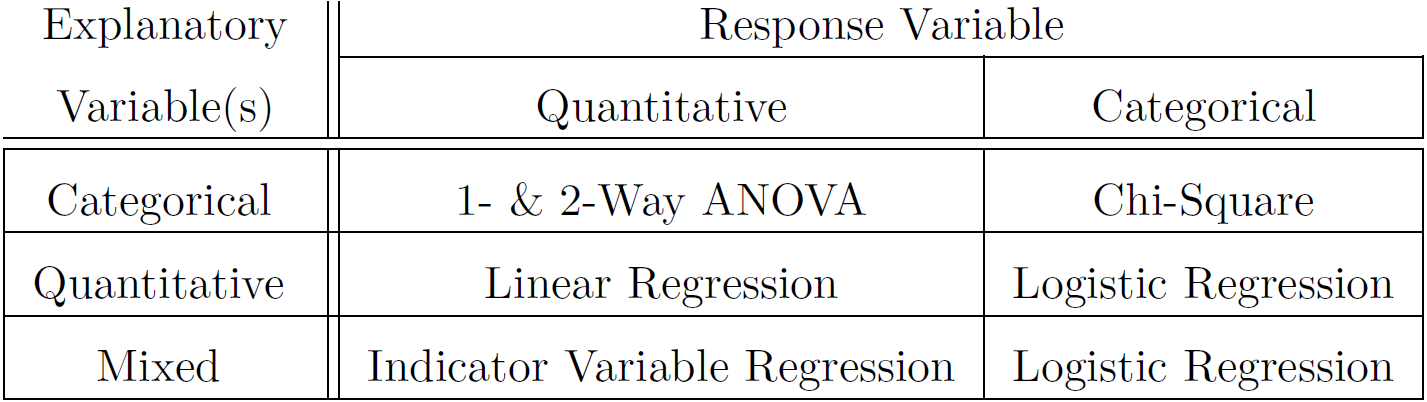 Explanatory Response Variable
Variable(s) Quantitative Categorical
Categorical 1- & 2-Way ANOVA Chi-Square
Quantitative Linear Regression Logistic Regression
Mixed Indicator Variable Regression Logistic Regression